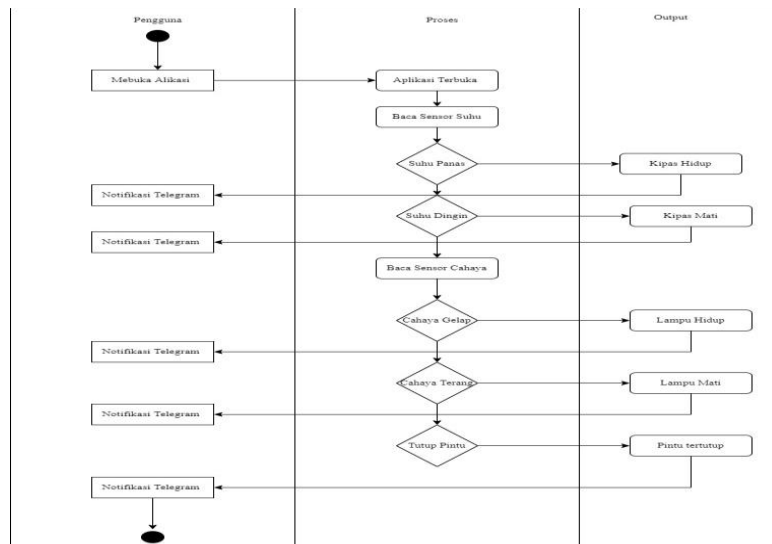 Pengguna
Proses
Output
Mebuka Alikasi
Aplikasi Terbuka
Baca Sensor Suhu
Suhu Panas
Kipas Hidup
Notifikasi Telegram
Suhu Dingin
Kipas Mati
Notifikasi Telegram
Baca Sensor Cahaya
Cahaya Gelap
Lampu Hidup
Notifikasi Telegram
Cahaya Terang
Lampu Mati
Notifikasi Telegram
Tutup Pintu
Pintu tertutup
Notifikasi Telegram